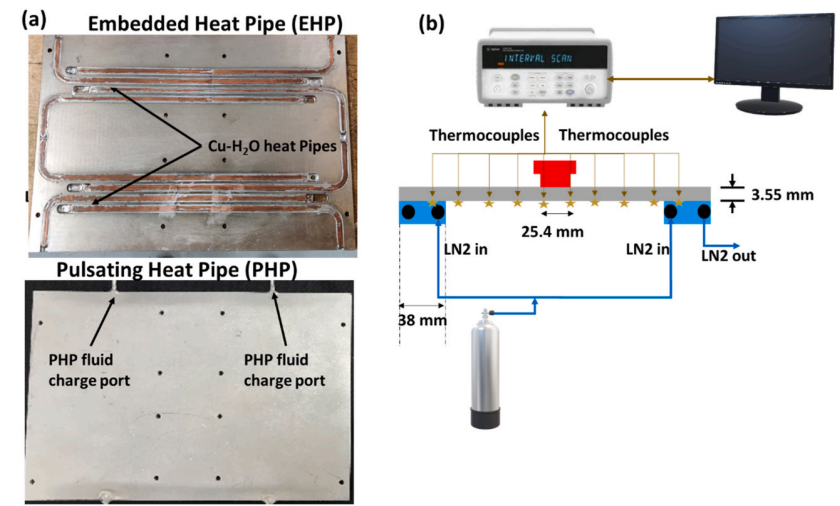 (a)
Embedded Heat Pipe (EHP)
Cu-H₂O heat Pipes
Pulsating Heat Pipe (PHP)
PHP fluid
charge port
PHP fluid
charge port
(b)
INTERVAL SCAN
Thermocouples
Thermocouples
3.55 mm
25.4 mm
LN2 in
LN2 in
LN2 out
38 mm